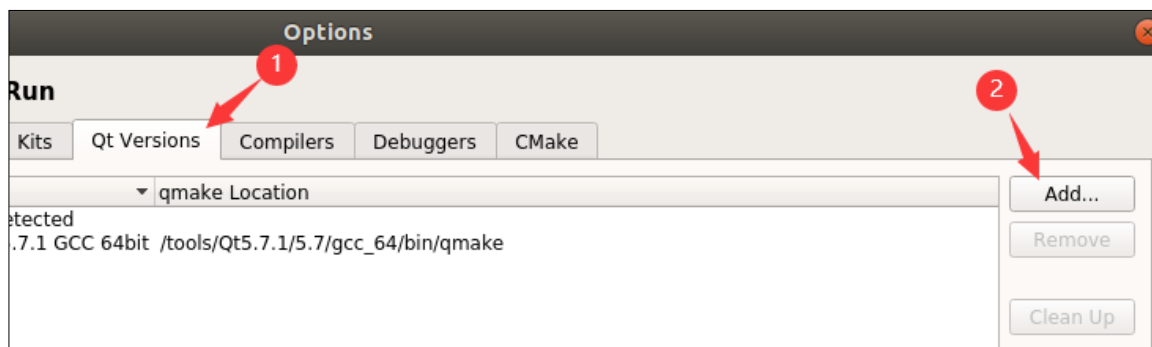 Options
1
Run
2
Kits Qt Versions Compilers Debuggers CMake
qmake Location
Add...
etected
.7.1 GCC 64bit /tools/Qt5.7.1/5.7/gcc_64/bin/qmake
Remove
Clean Up